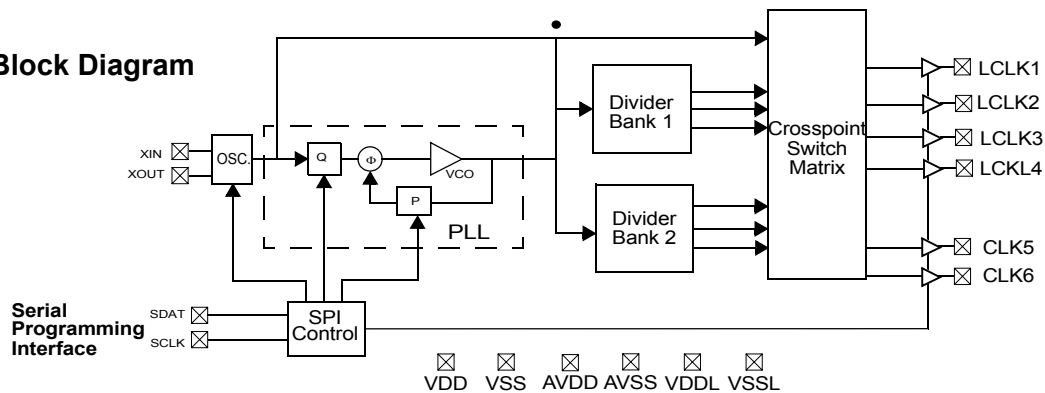 Block Diagram
XIN
XOUT
OSC.
Q
Φ
VCO
P
PLL
Divider
Bank 1
Divider
Bank 2
Crosspoint
Switch
Matrix
LCLK1
LCLK2
LCLK3
LCKL4
CLK5
CLK6
Serial
Programming
Interface
SDAT
SCLK
SPI
Control
VDD VSS AVDD AVSS VDDL VSSL